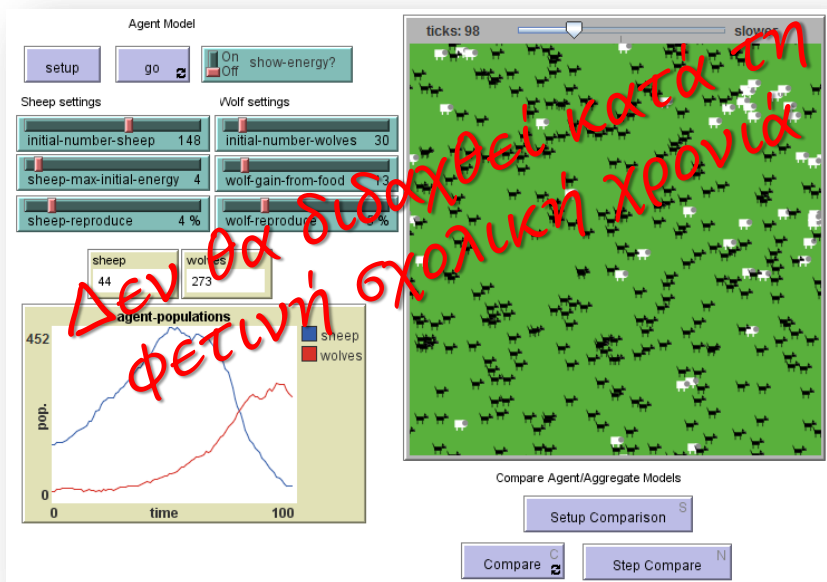 Agent Model
ticks: 98
slower
setup
go
On
Off
show-energy?
Sheep settings
Wolf settings
initial-number-sheep 148
initial-number-wolves 30
sheep-max-initial-energy 4
wolf-gain-from-food 13
sheep-reproduce 4 %
wolf-reproduce %
sheep
44
wolves
273
agent-populations
452
pop.
0
0
time
100
sheep
wolves
Δεν θα διδαχθεί κατά τη
φετινή σχολική χρονιά
Compare Agent/Aggregate Models
Setup Comparison S
Compare C
Step Compare N